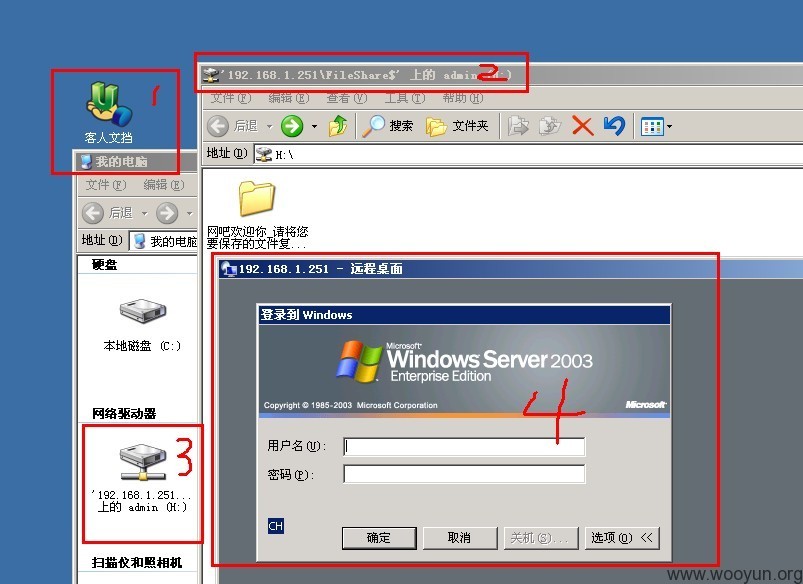 1
客人文档
'192.168.1.251\FileShare$' 上的 admin (H:)
2
文件(F) 编辑(E) 查看(V) 工具(T) 帮助(H)
后退 搜索 文件夹
地址(D) H:\
网吧欢迎你_请将您
要保存的文件复...
我的电脑
文件(F) 编辑(E)
后退
地址(D) 我的电脑
硬盘
本地磁盘 (C:)
网络驱动器
3
'192.168.1.251...
上的 admin (H:)
扫描仪和照相机
192.168.1.251 - 远程桌面
登录到 Windows
Microsoft
Windows Server 2003
Enterprise Edition
Copyright © 1985-2003 Microsoft Corporation
Microsoft
4
用户名(U):
密码(P):
CH
确定 取消 关机(S)... 选项(O) <<
www.wooyun.org